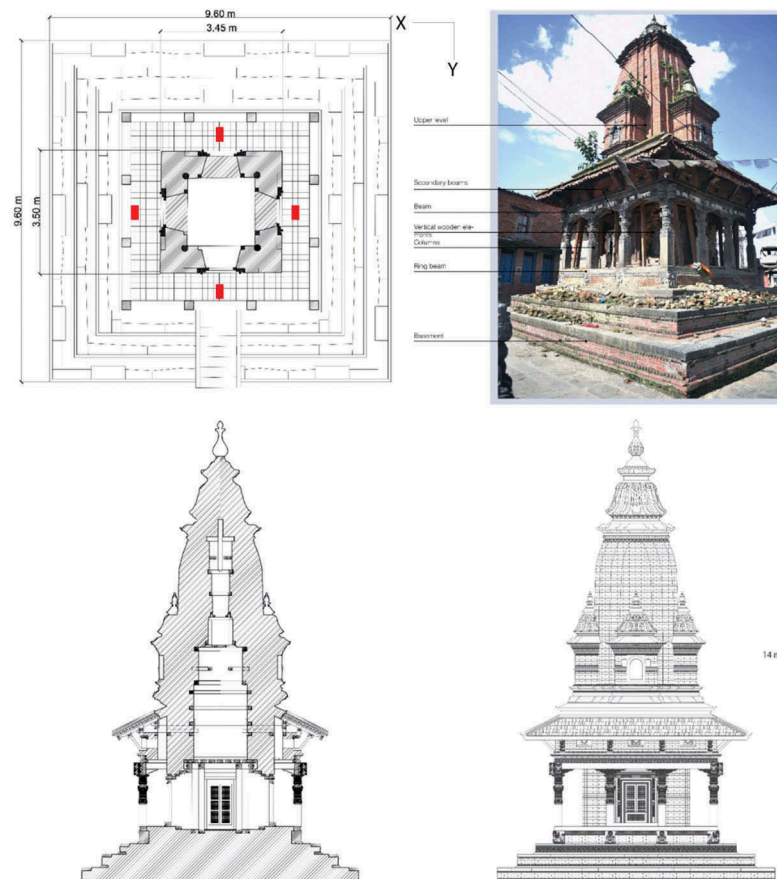 9.60 m
3.45 m
X
Y
9.60 m
3.50 m
Upper level
Secondary beams
Beam
Vertical wooden ele-
ments
Columns
Ring beam
Basement
14 m